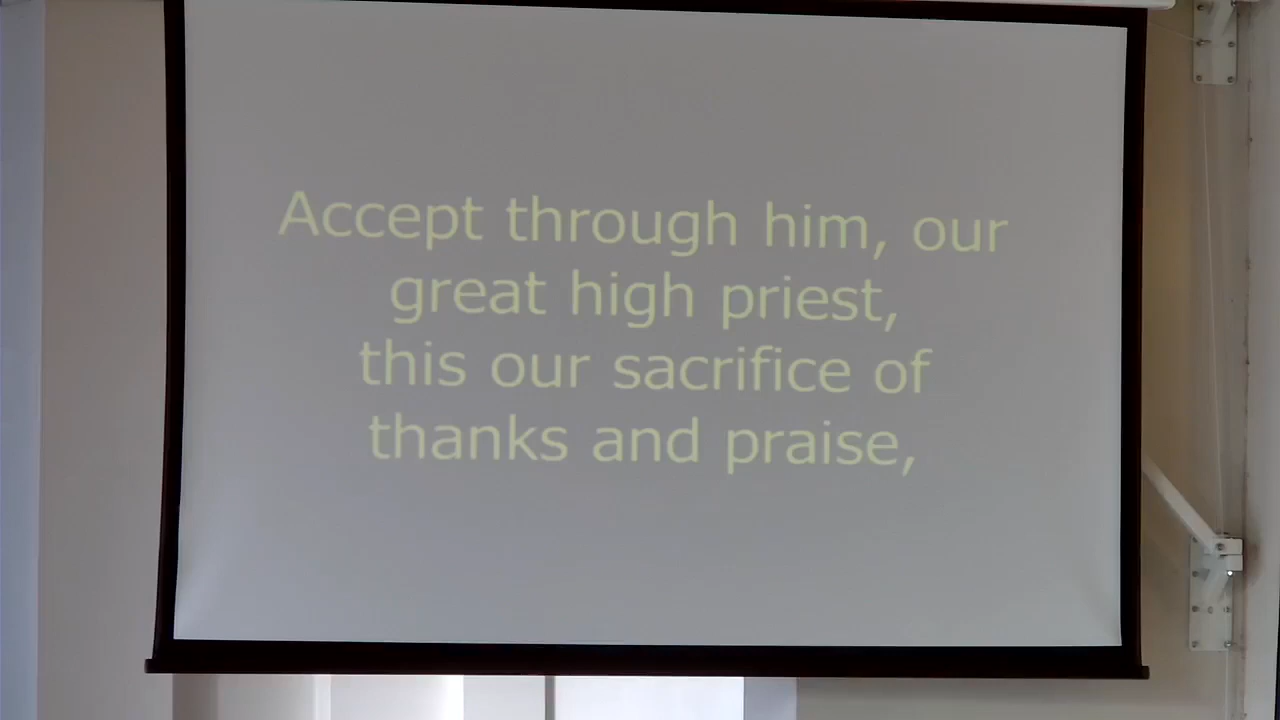 Accept through him, our
great high priest,
this our sacrifice of
thanks and praise,